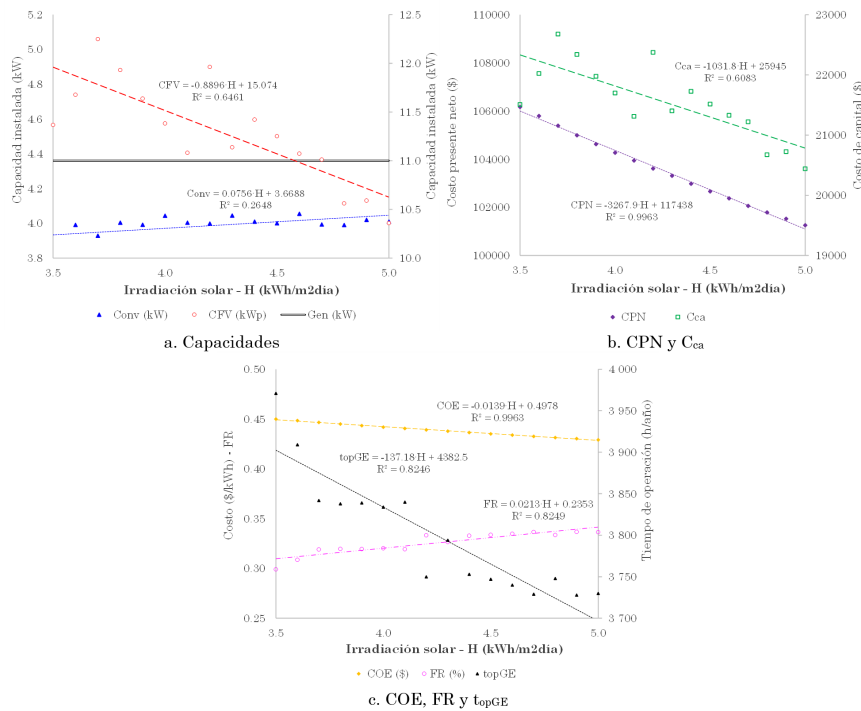 5.2
5.0
4.8
4.6
4.4
4.2
4.0
3.8
Capacidad instalada (kW)
12.5
12.0
11.5
11.0
10.5
10.0
Capacidad instalada (kW)
CFV = -0.8896·H + 15.074
R² = 0.6461
Conv = 0.0756·H + 3.6688
R² = 0.2648
3.5 4.0 4.5 5.0
Irradiación solar - H (kWh/m2día)
Conv (kW) CFV (kWp) Gen (kW)
a. Capacidades
110000
108000
106000
104000
102000
100000
Costo presente neto ($)
23000
22000
21000
20000
19000
Costo de capital ($)
Cca = -1031.8·H + 25945
R² = 0.6083
CPN = -3267.9·H + 117438
R² = 0.9963
3.5 4.0 4.5 5.0
Irradiación solar - H (kWh/m2día)
CPN Cca
b. CPN y Cca
0.50
0.45
0.40
0.35
0.30
0.25
Costo ($/kWh) - FR
4 000
3 950
3 900
3 850
3 800
3 750
3 700
Tiempo de operación (h/año)
COE = -0.0139·H + 0.4978
R² = 0.9963
topGE = -137.18·H + 4382.5
R² = 0.8246
FR = 0.0213·H + 0.2353
R² = 0.8249
3.5 4.0 4.5 5.0
Irradiación solar - H (kWh/m2día)
COE ($) FR (%) topGE
c. COE, FR y topGE